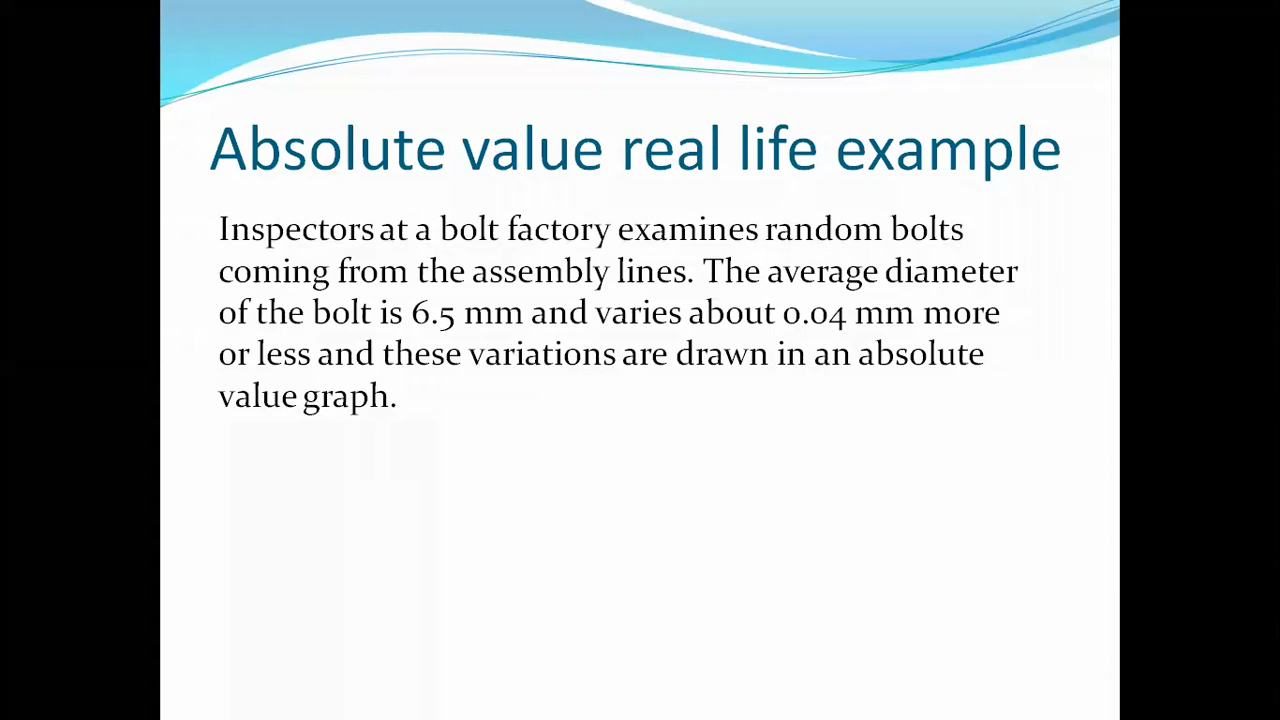 Absolute value real life example
Inspectors at a bolt factory examines random bolts
coming from the assembly lines. The average diameter
of the bolt is 6.5 mm and varies about 0.04 mm more
or less and these variations are drawn in an absolute
value graph.